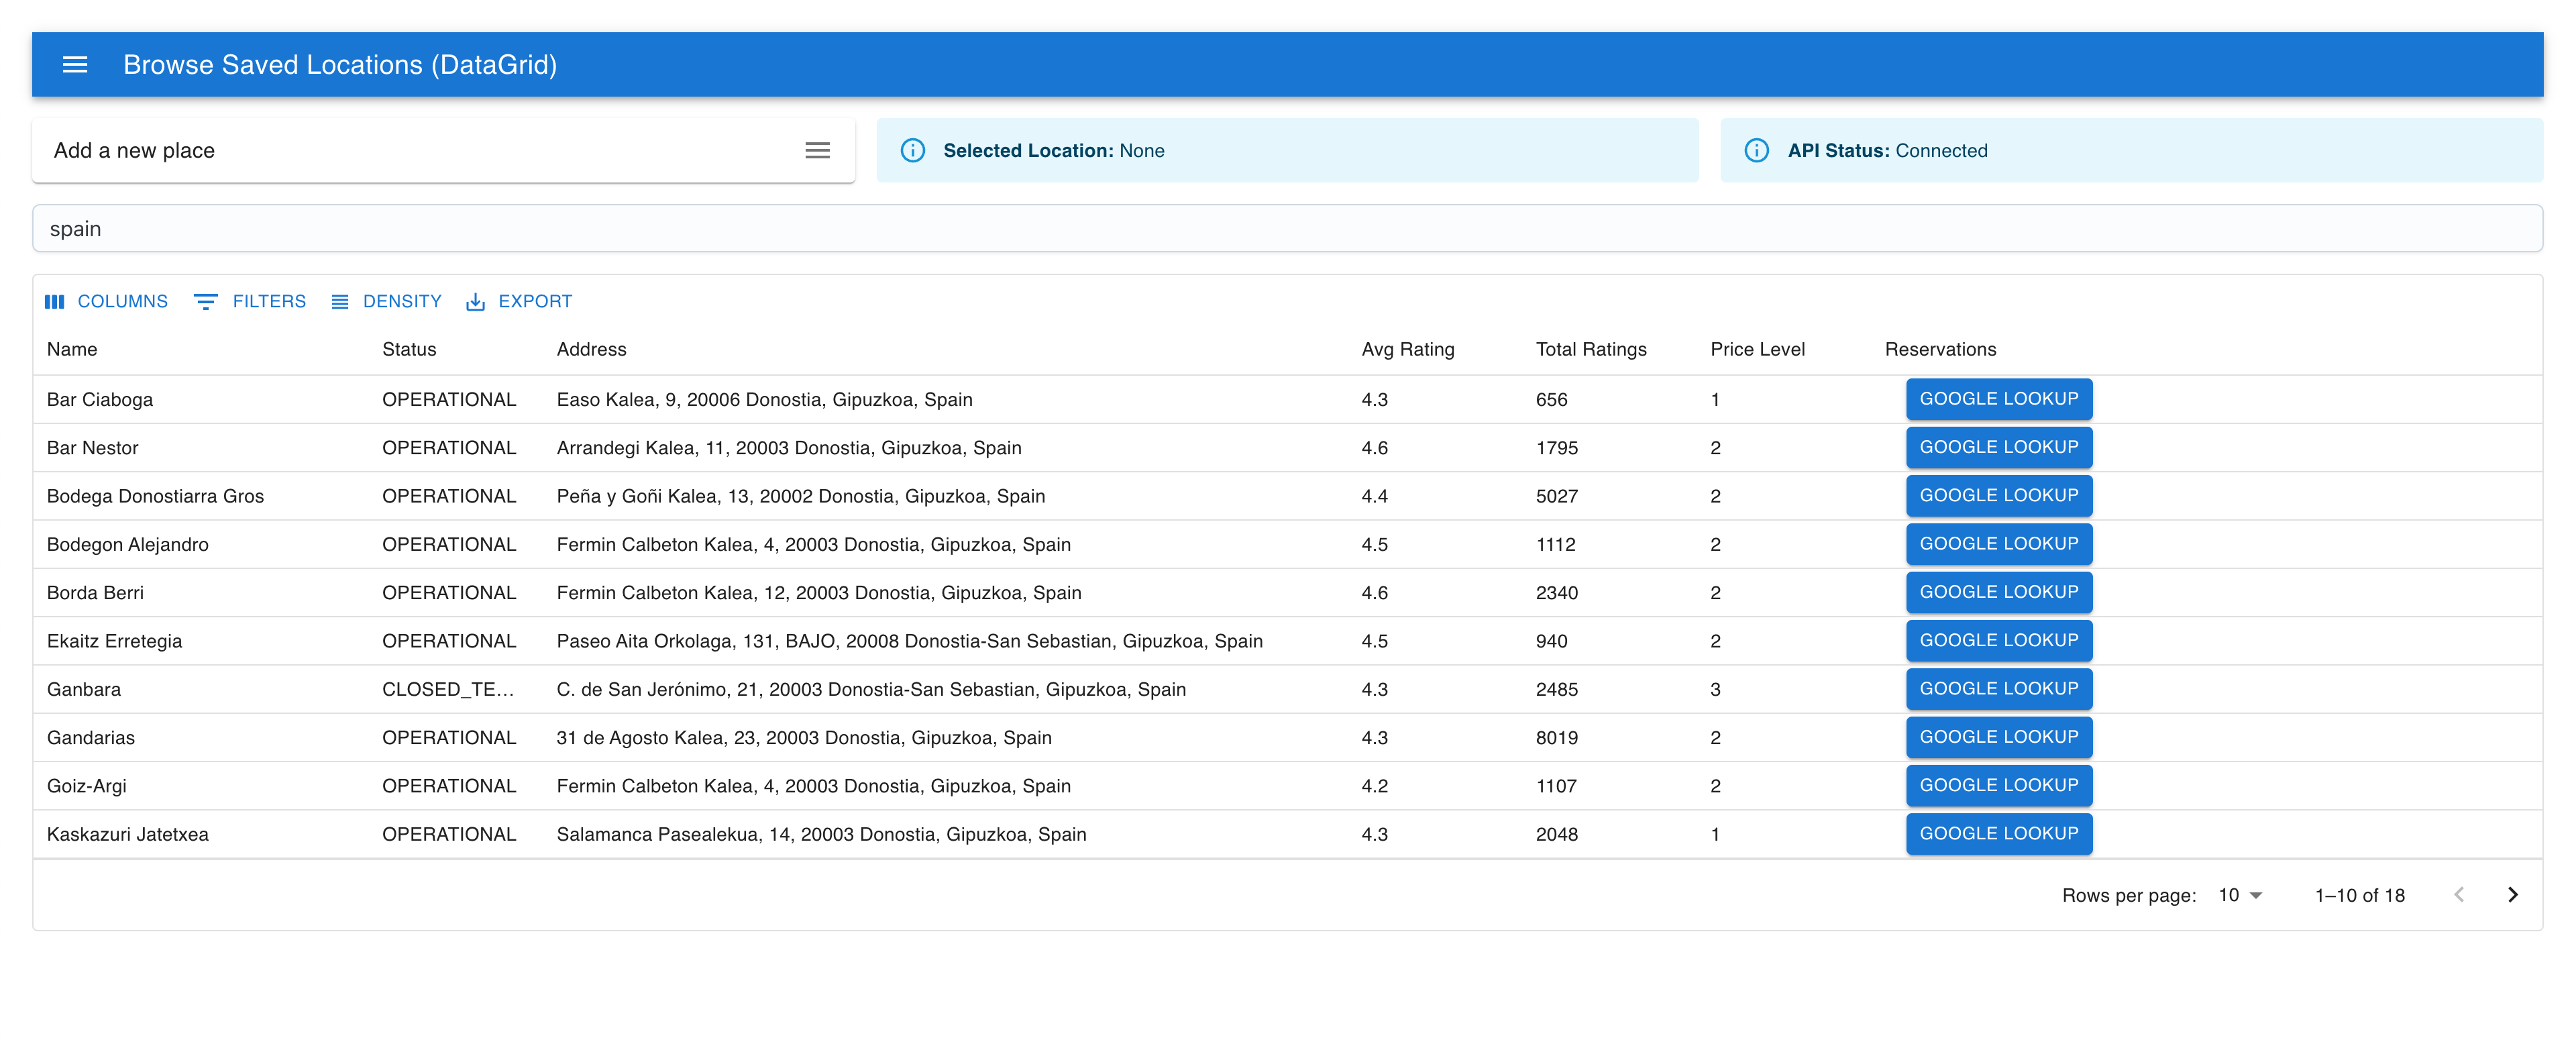 Browse Saved Locations (DataGrid)
Add a new place
Selected Location: None
API Status: Connected
spain
COLUMNS FILTERS DENSITY EXPORT
Name Status Address Avg Rating Total Ratings Price Level Reservations
Bar Ciaboga OPERATIONAL Easo Kalea, 9, 20006 Donostia, Gipuzkoa, Spain 4.3 656 1 GOOGLE LOOKUP
Bar Nestor OPERATIONAL Arrandegi Kalea, 11, 20003 Donostia, Gipuzkoa, Spain 4.6 1795 2 GOOGLE LOOKUP
Bodega Donostiarra Gros OPERATIONAL Peña y Goñi Kalea, 13, 20002 Donostia, Gipuzkoa, Spain 4.4 5027 2 GOOGLE LOOKUP
Bodegon Alejandro OPERATIONAL Fermin Calbeton Kalea, 4, 20003 Donostia, Gipuzkoa, Spain 4.5 1112 2 GOOGLE LOOKUP
Borda Berri OPERATIONAL Fermin Calbeton Kalea, 12, 20003 Donostia, Gipuzkoa, Spain 4.6 2340 2 GOOGLE LOOKUP
Ekaitz Erretegia OPERATIONAL Paseo Aita Orkolaga, 131, BAJO, 20008 Donostia-San Sebastian, Gipuzkoa, Spain 4.5 940 2 GOOGLE LOOKUP
Ganbara CLOSED_TE... C. de San Jerónimo, 21, 20003 Donostia-San Sebastian, Gipuzkoa, Spain 4.3 2485 3 GOOGLE LOOKUP
Gandarias OPERATIONAL 31 de Agosto Kalea, 23, 20003 Donostia, Gipuzkoa, Spain 4.3 8019 2 GOOGLE LOOKUP
Goiz-Argi OPERATIONAL Fermin Calbeton Kalea, 4, 20003 Donostia, Gipuzkoa, Spain 4.2 1107 2 GOOGLE LOOKUP
Kaskazuri Jatetxea OPERATIONAL Salamanca Pasealekua, 14, 20003 Donostia, Gipuzkoa, Spain 4.3 2048 1 GOOGLE LOOKUP
Rows per page: 10 1–10 of 18